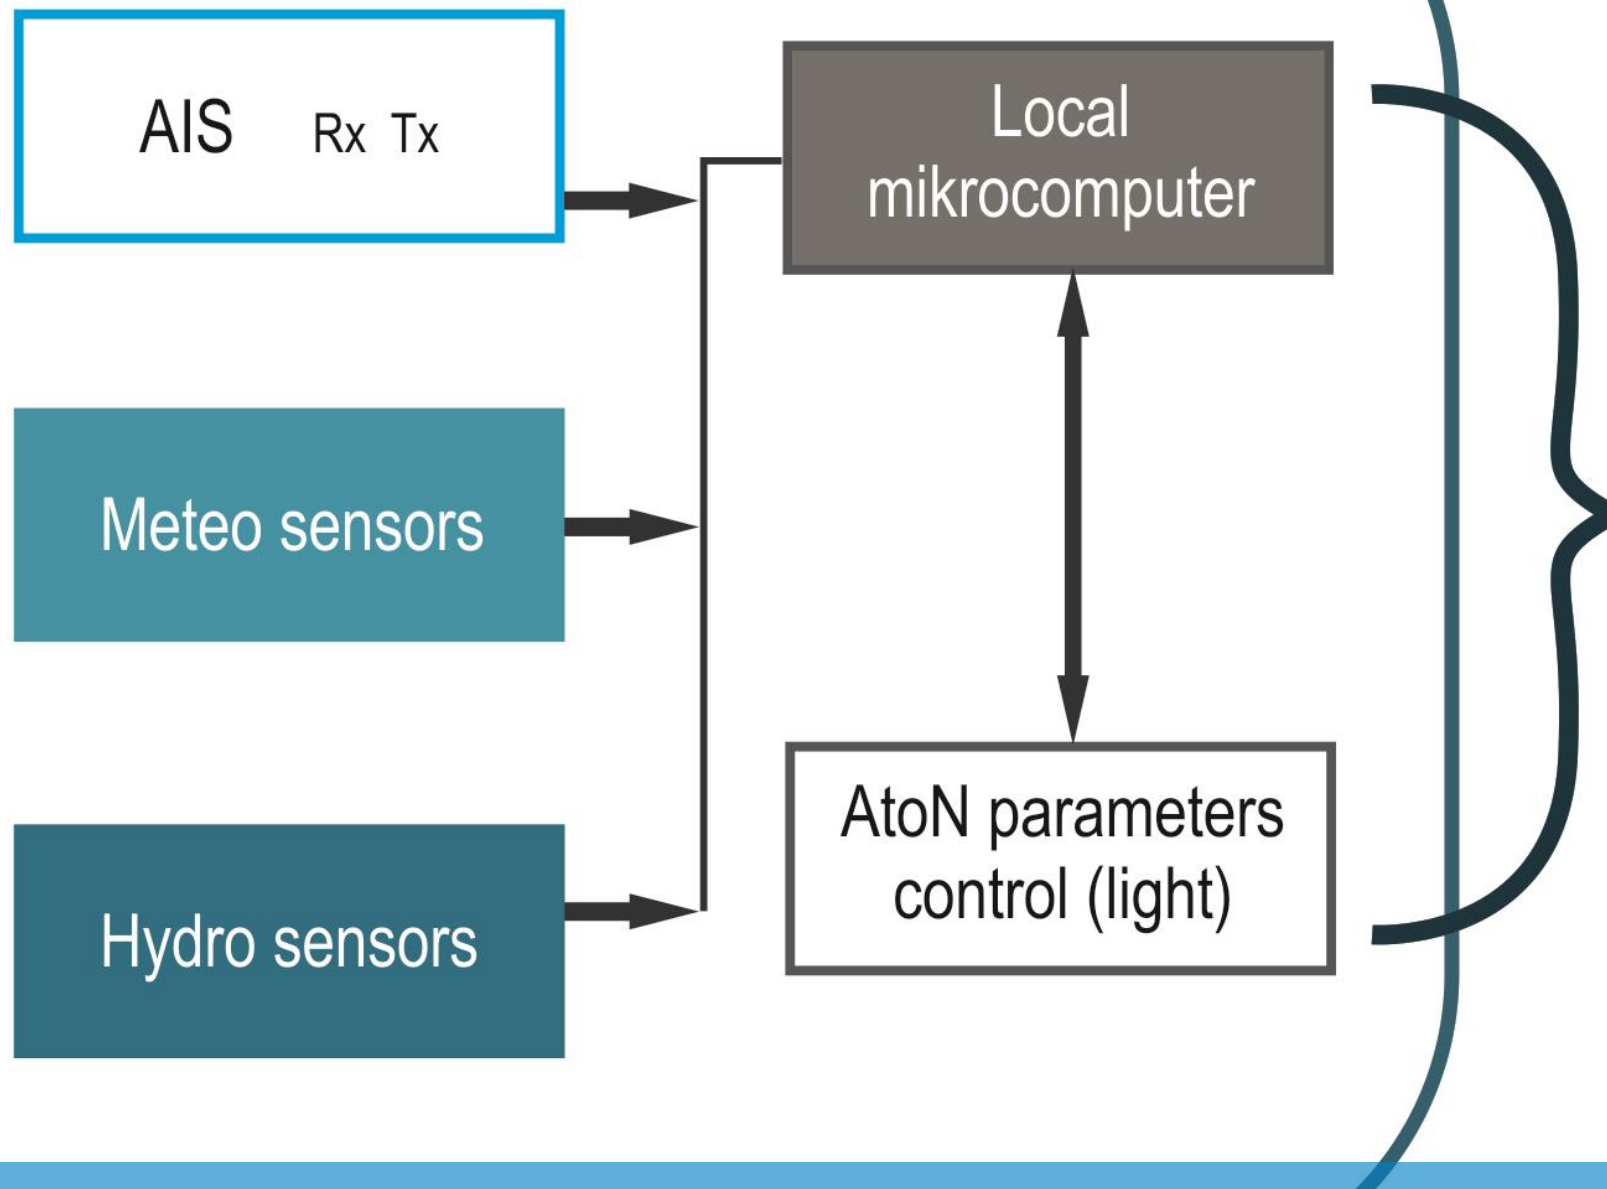 AIS Rx Tx
Local
mikrocomputer
Meteo sensors
AtoN parameters
control (light)
Hydro sensors